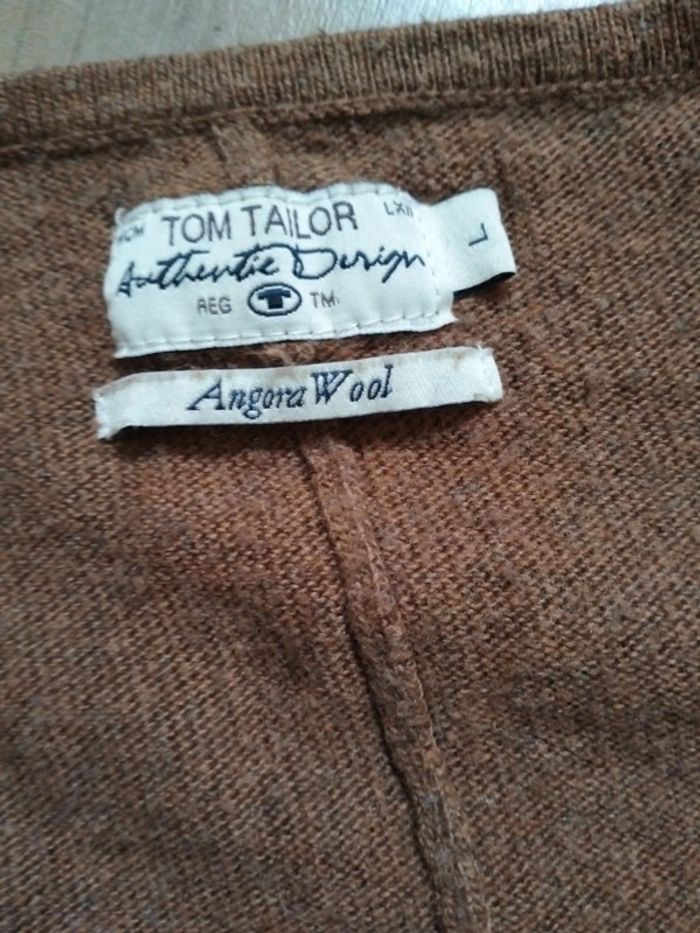 TOM TAILOR
Authentic Design
REG TM.
L
Angora Wool